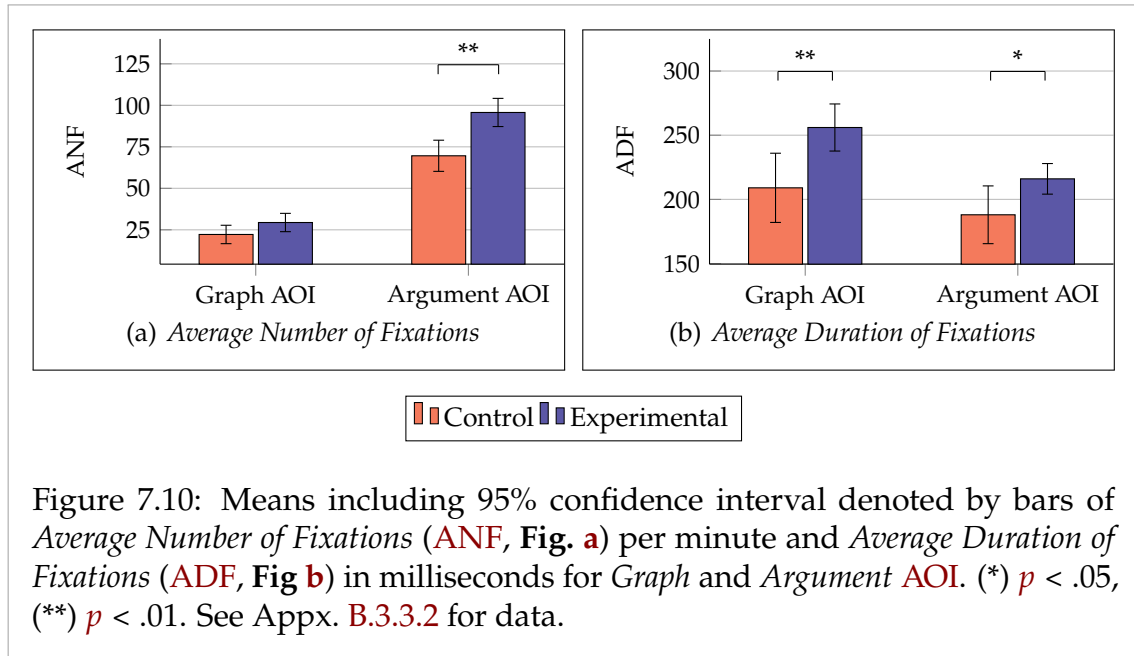 **
125
100
75
50
25
ANF
Graph AOI Argument AOI
(a) Average Number of Fixations
** *
300
250
200
150
ADF
Graph AOI Argument AOI
(b) Average Duration of Fixations
Control Experimental
Figure 7.10: Means including 95% confidence interval denoted by bars of
Average Number of Fixations (ANF, Fig. a) per minute and Average Duration of
Fixations (ADF, Fig b) in milliseconds for Graph and Argument AOI. (*) p < .05,
(**) p < .01. See Appx. B.3.3.2 for data.